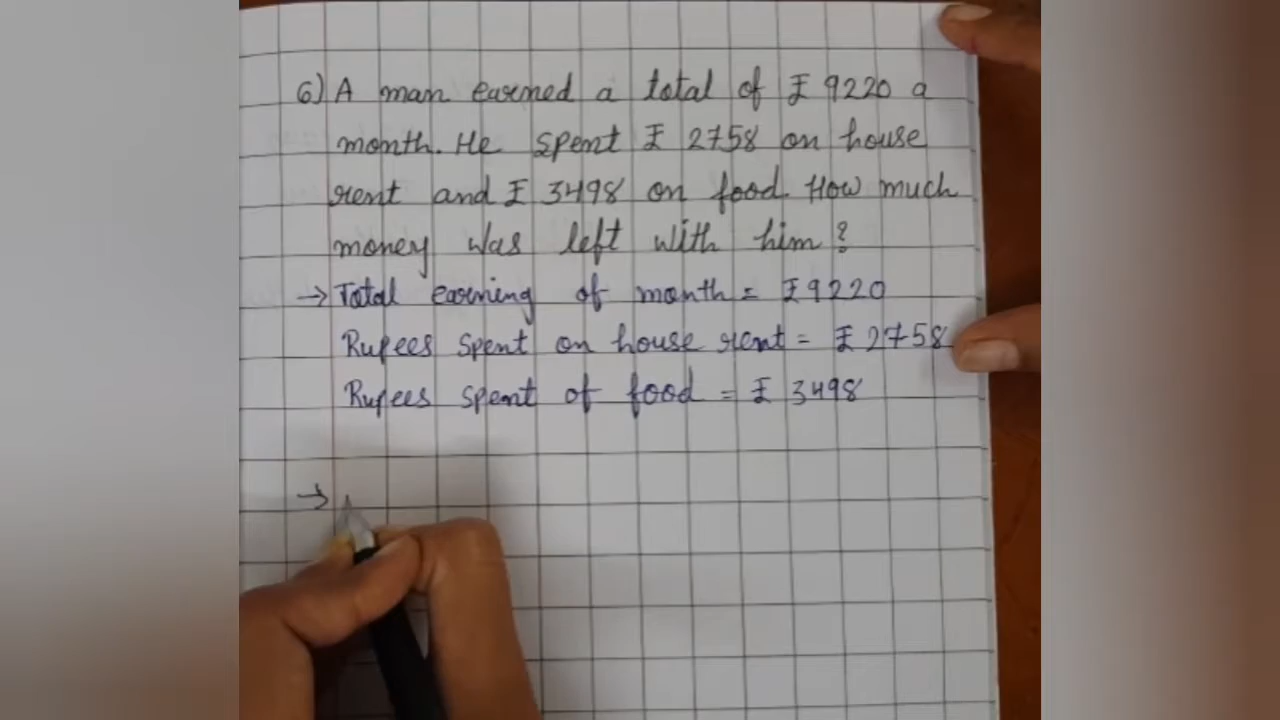 6) A man earned a total of ₹ 9220 a
month. He spent ₹ 2758 on house
rent and ₹ 3498 on food. How much
money was left with him?
→ Total earning of month = ₹9220
Rupees spent on house rent = ₹ 2758
Rupees spent of food = ₹ 3498
→